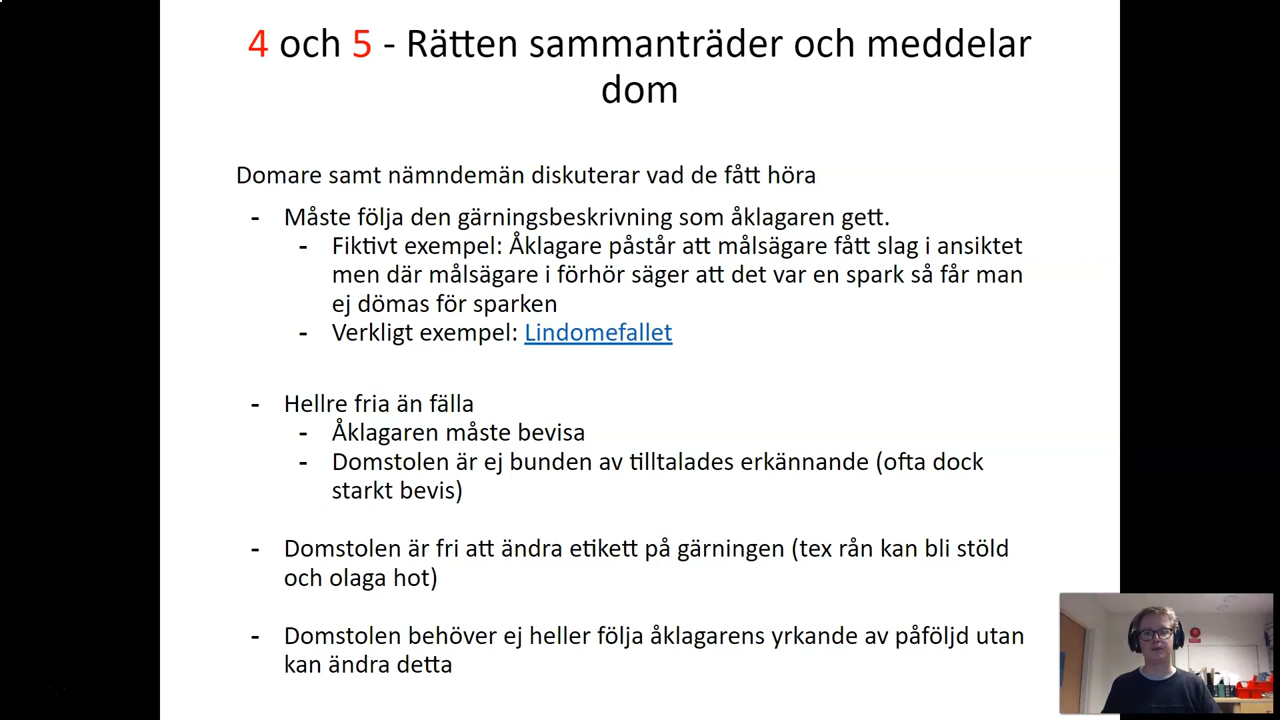 4 och 5 - Rätten sammanträder och meddelar
dom
Domare samt nämndemän diskuterar vad de fått höra
- Måste följa den gärningsbeskrivning som åklagaren gett.
- Fiktivt exempel: Åklagare påstår att målsägare fått slag i ansiktet
men där målsägare i förhör säger att det var en spark så får man
ej dömas för sparken
- Verkligt exempel: Lindomefallet
- Hellre fria än fälla
- Åklagaren måste bevisa
- Domstolen är ej bunden av tilltalades erkännande (ofta dock
starkt bevis)
- Domstolen är fri att ändra etikett på gärningen (tex rån kan bli stöld
och olaga hot)
- Domstolen behöver ej heller följa åklagarens yrkande av påföljd utan
kan ändra detta